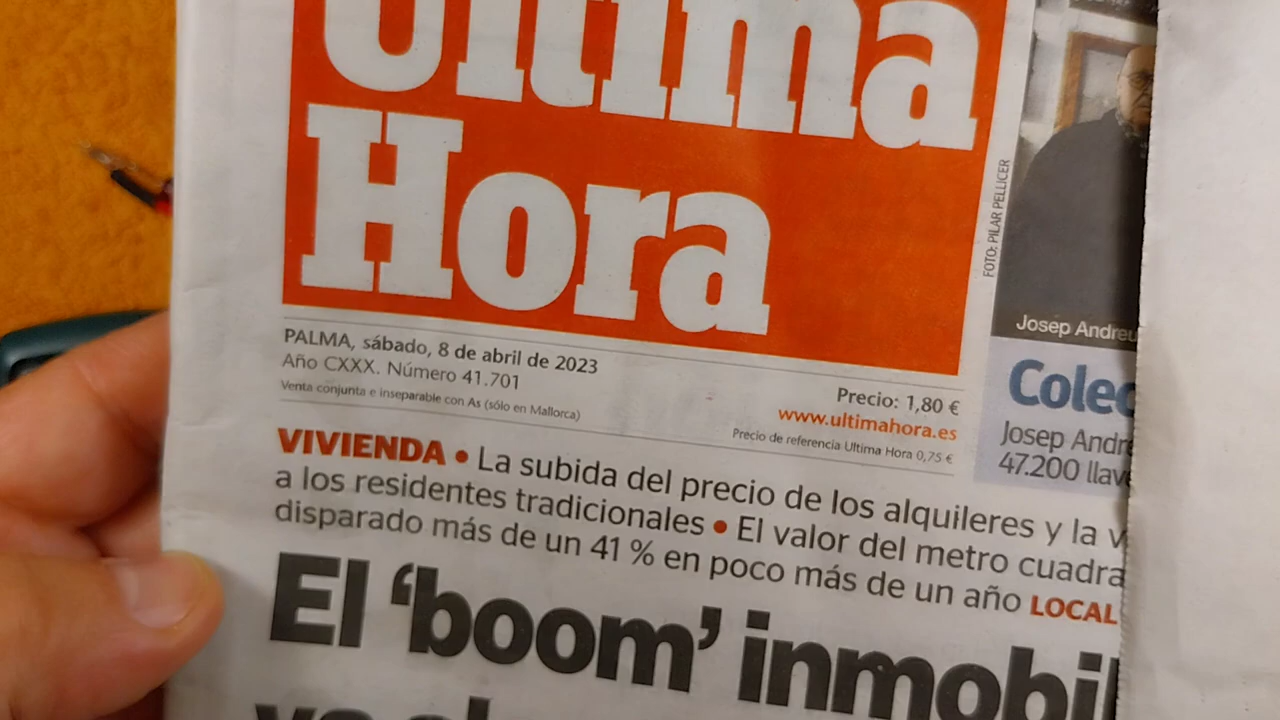 Ultima
Hora
FOTO: PILAR PELLICER
Josep Andreu
PALMA, sábado, 8 de abril de 2023
Año CXXX. Número 41.701
Venta conjunta e inseparable con As (sólo en Mallorca)
Precio: 1,80 €
www.ultimahora.es
Precio de referencia Ultima Hora 0,75 €
Colec
Josep Andre
47.200 llav
VIVIENDA • La subida del precio de los alquileres y la v
a los residentes tradicionales • El valor del metro cuadra
disparado más de un 41 % en poco más de un año LOCAL
El ‘boom’ inmobil